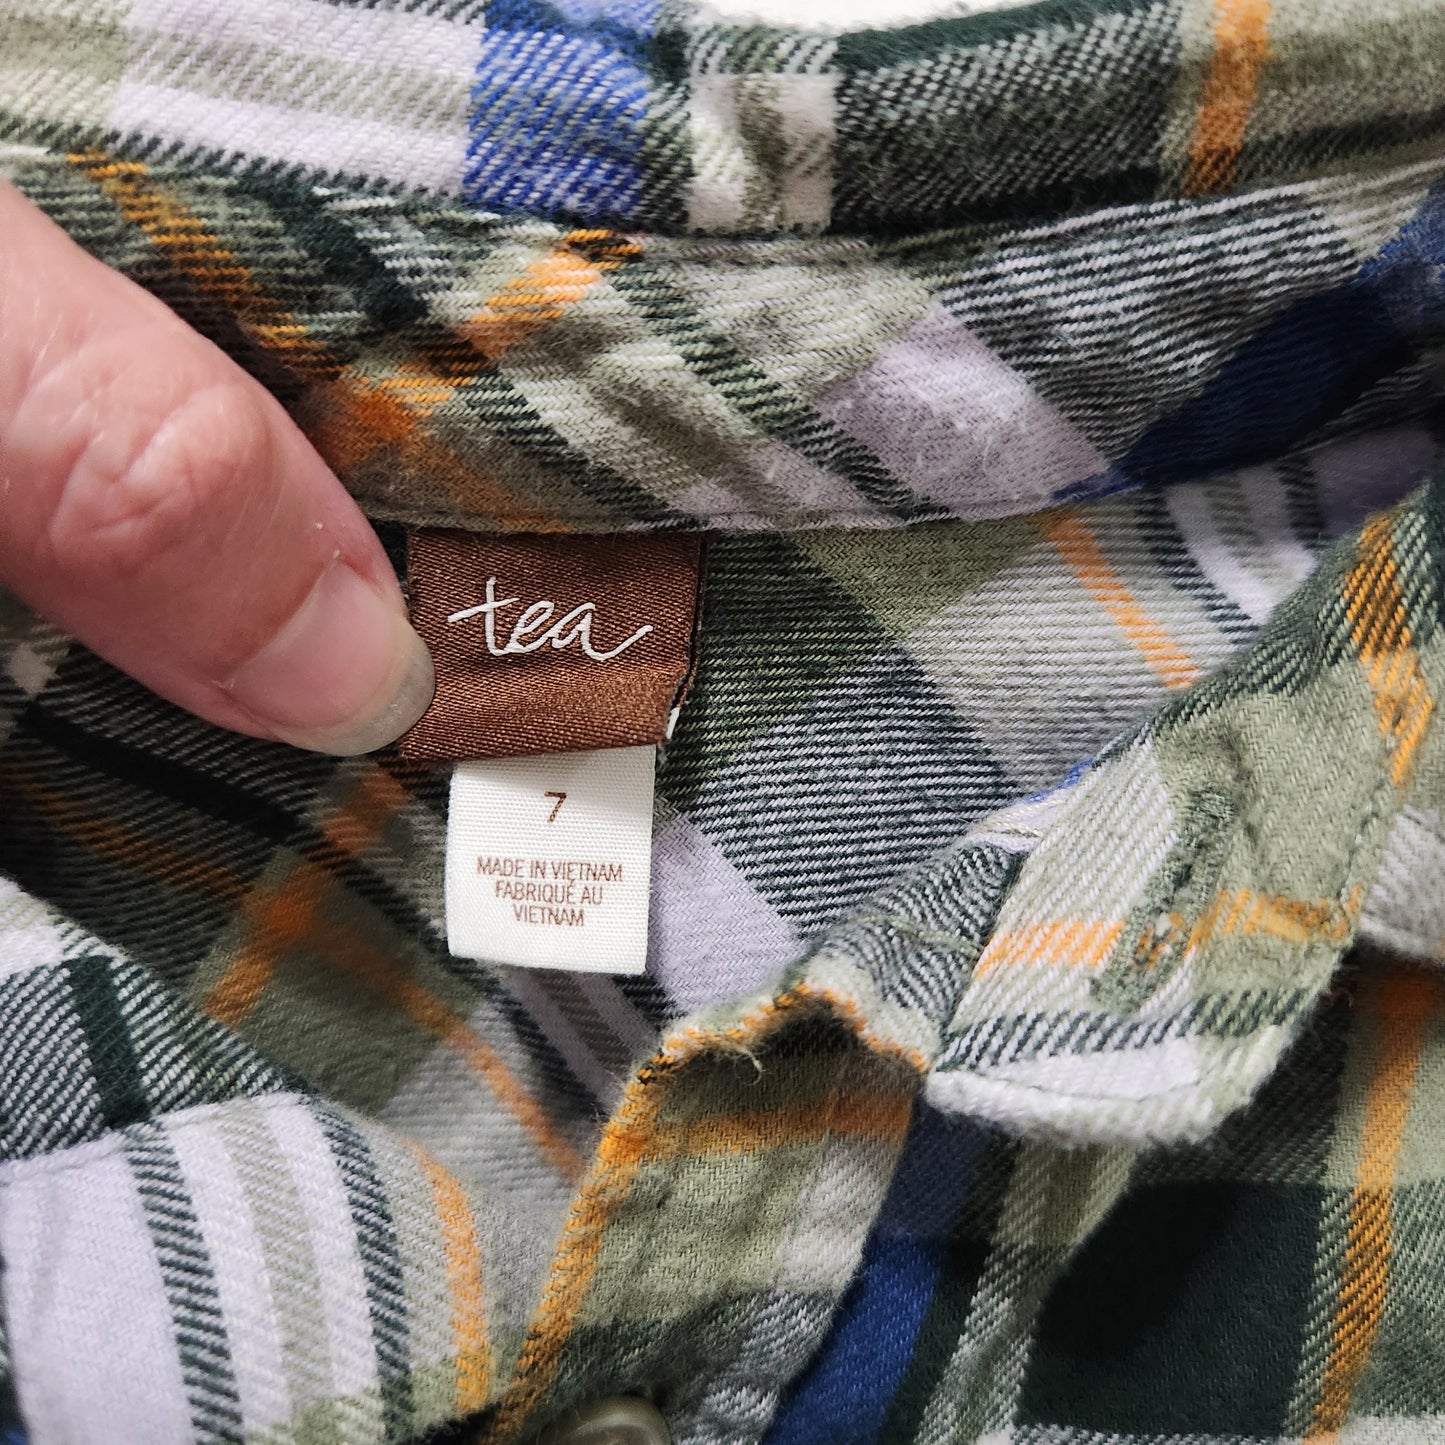 tea
7
MADE IN VIETNAM
FABRIQUÉ AU
VIETNAM